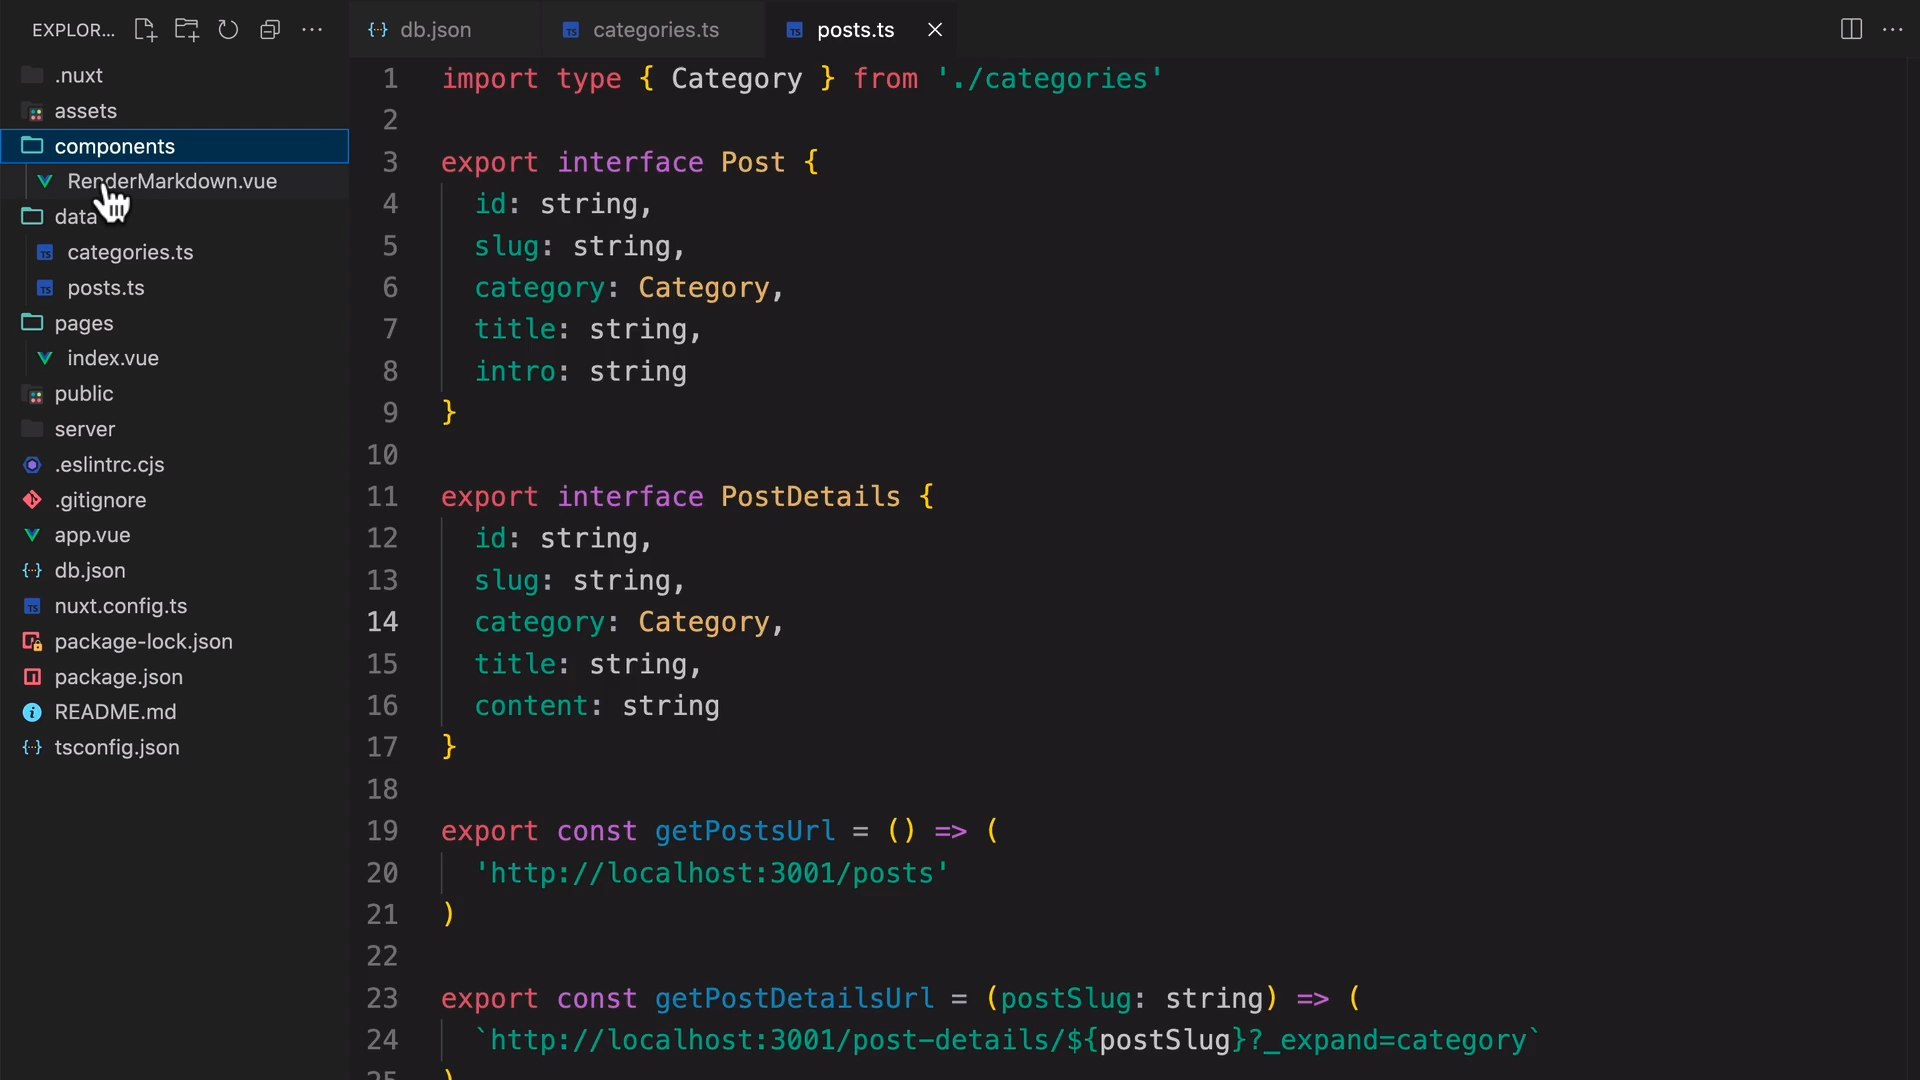 EXPLOR...
.nuxt
assets
components
RenderMarkdown.vue
data
categories.ts
posts.ts
pages
index.vue
public
server
.eslintrc.cjs
.gitignore
app.vue
db.json
nuxt.config.ts
package-lock.json
package.json
README.md
tsconfig.json
db.json
categories.ts
posts.ts
1 import type { Category } from './categories'
2
3 export interface Post {
4 id: string,
5 slug: string,
6 category: Category,
7 title: string,
8 intro: string
9 }
10
11 export interface PostDetails {
12 id: string,
13 slug: string,
14 category: Category,
15 title: string,
16 content: string
17 }
18
19 export const getPostsUrl = () => (
20 'http://localhost:3001/posts'
21 )
22
23 export const getPostDetailsUrl = (postSlug: string) => (
24 `http://localhost:3001/post-details/${postSlug}?_expand=category`
25 )